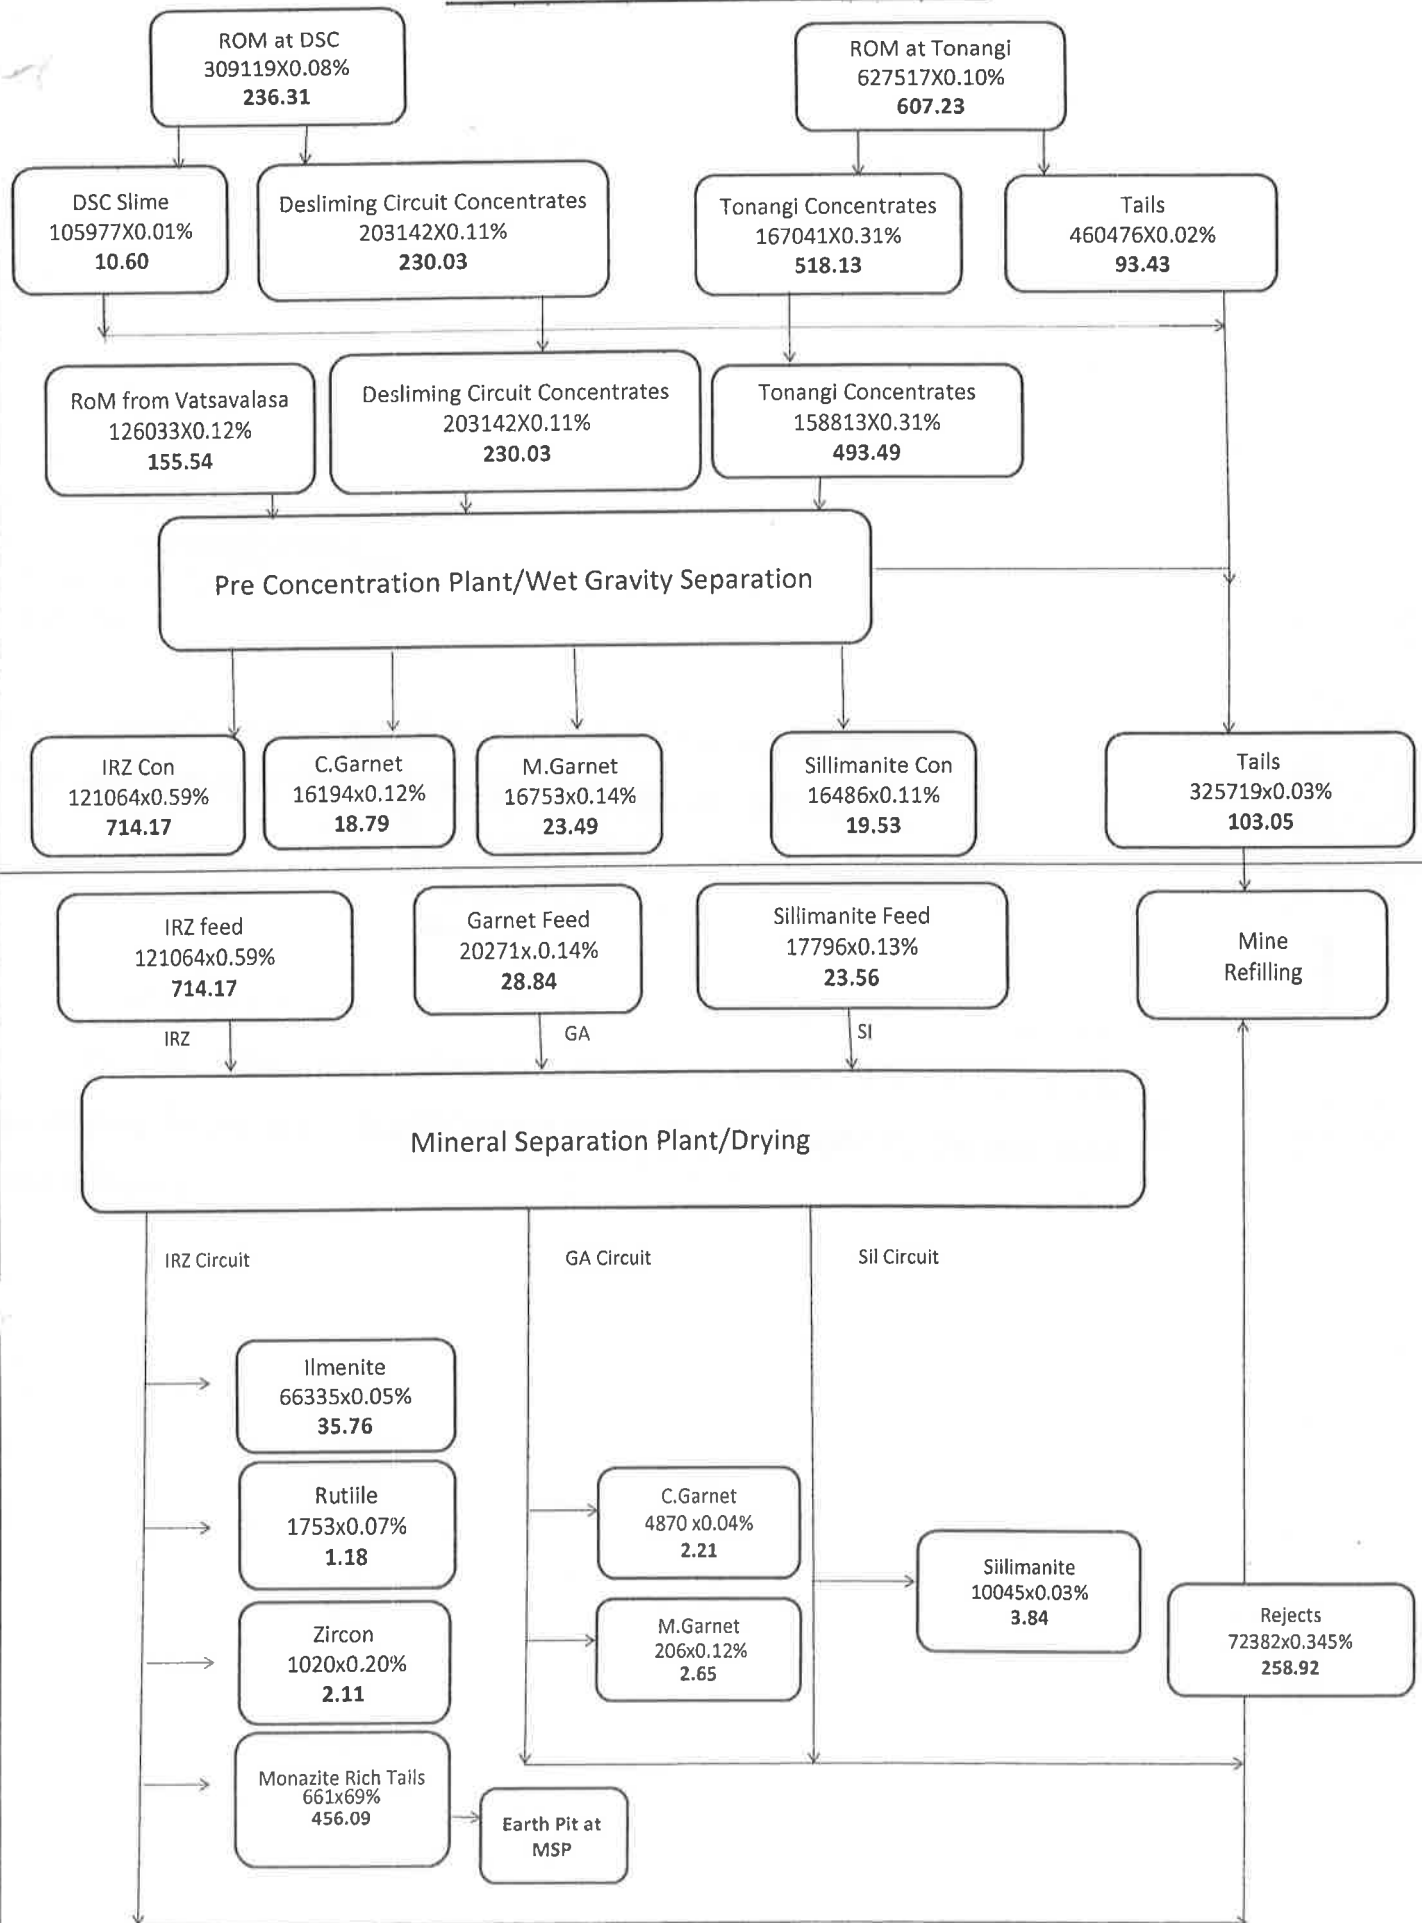 ROM at DSC
309119X0.08%
236.31
ROM at Tonangi
627517X0.10%
607.23
DSC Slime
105977X0.01%
10.60
Desliming Circuit Concentrates
203142X0.11%
230.03
Tonangi Concentrates
167041X0.31%
518.13
Tails
460476X0.02%
93.43
RoM from Vatsavalasa
126033X0.12%
155.54
Desliming Circuit Concentrates
203142X0.11%
230.03
Tonangi Concentrates
158813X0.31%
493.49
Pre Concentration Plant/Wet Gravity Separation
IRZ Con
121064x0.59%
714.17
C.Garnet
16194x0.12%
18.79
M.Garnet
16753x0.14%
23.49
Sillimanite Con
16486x0.11%
19.53
Tails
325719x0.03%
103.05
IRZ feed
121064x0.59%
714.17
Garnet Feed
20271x.0.14%
28.84
Sillimanite Feed
17796x0.13%
23.56
Mine
Refilling
IRZ
GA
SI
Mineral Separation Plant/Drying
IRZ Circuit
GA Circuit
Sil Circuit
Ilmenite
66335x0.05%
35.76
Rutiile
1753x0.07%
1.18
Zircon
1020x0.20%
2.11
Monazite Rich Tails
661x69%
456.09
Earth Pit at
MSP
C.Garnet
4870 x0.04%
2.21
M.Garnet
206x0.12%
2.65
Siilimanite
10045x0.03%
3.84
Rejects
72382x0.345%
258.92